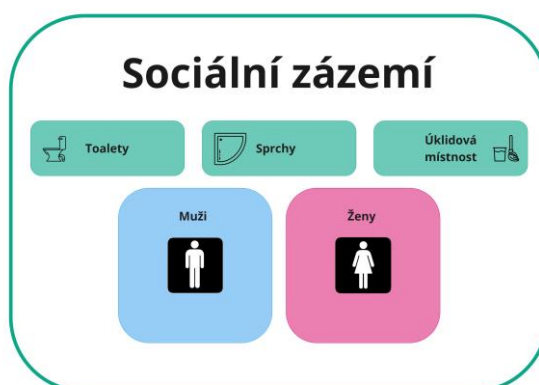 Sociální zázemí
Toalety
Sprchy
Úklidová
místnost
Muži
Ženy